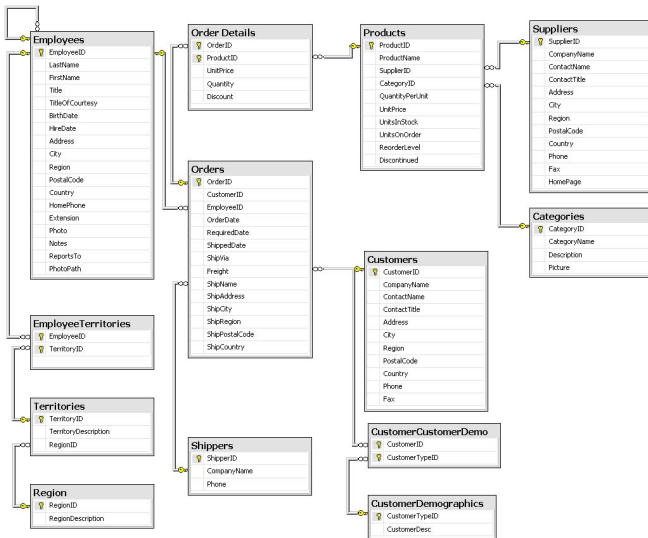 Employees
EmployeeID
LastName
FirstName
Title
TitleOfCourtesy
BirthDate
HireDate
Address
City
Region
PostalCode
Country
HomePhone
Extension
Photo
Notes
ReportsTo
PhotoPath
EmployeeTerritories
EmployeeID
TerritoryID
Territories
TerritoryID
TerritoryDescription
RegionID
Region
RegionID
RegionDescription
Order Details
OrderID
ProductID
UnitPrice
Quantity
Discount
Orders
OrderID
CustomerID
EmployeeID
OrderDate
RequiredDate
ShippedDate
ShipVia
Freight
ShipName
ShipAddress
ShipCity
ShipRegion
ShipPostalCode
ShipCountry
Shippers
ShipperID
CompanyName
Phone
Products
ProductID
ProductName
SupplierID
CategoryID
QuantityPerUnit
UnitPrice
UnitsInStock
UnitsOnOrder
ReorderLevel
Discontinued
Customers
CustomerID
CompanyName
ContactName
ContactTitle
Address
City
Region
PostalCode
Country
Phone
Fax
CustomerCustomerDemo
CustomerID
CustomerTypeID
CustomerDemographics
CustomerTypeID
CustomerDesc
Suppliers
SupplierID
CompanyName
ContactName
ContactTitle
Address
City
Region
PostalCode
Country
Phone
Fax
HomePage
Categories
CategoryID
CategoryName
Description
Picture